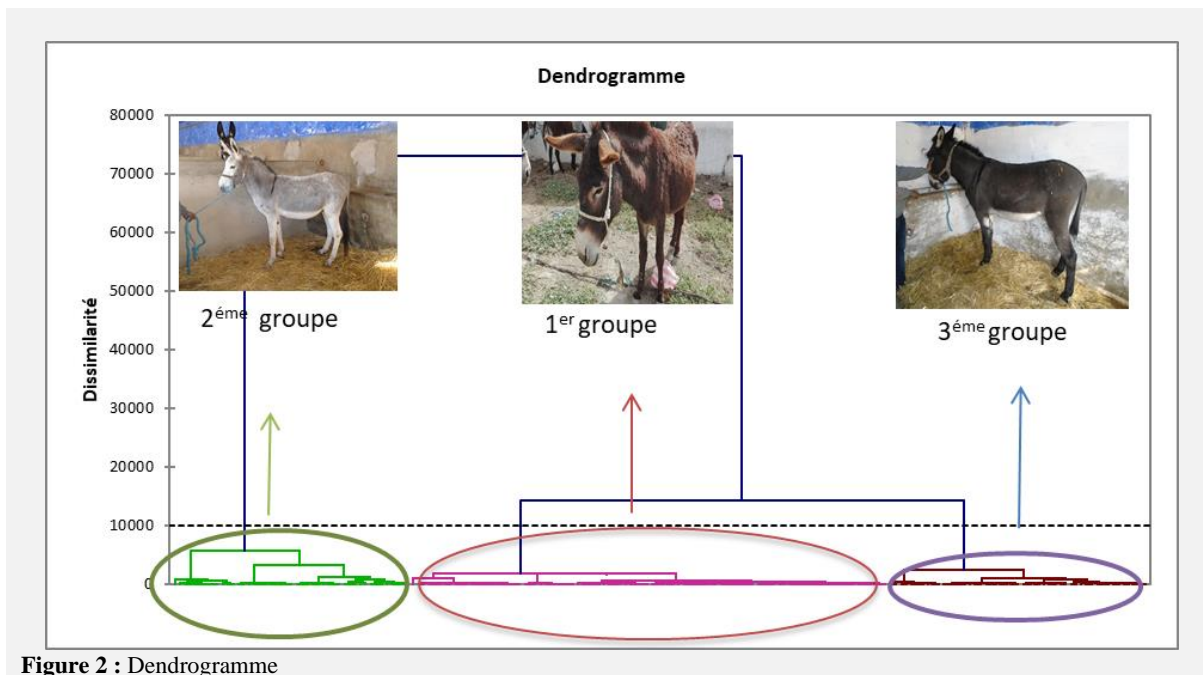 Dendrogramme
80000
70000
60000
50000
40000
30000
20000
10000
0
Dissimilarité
2éme groupe
1er groupe
3éme groupe
Figure 2 : Dendrogramme